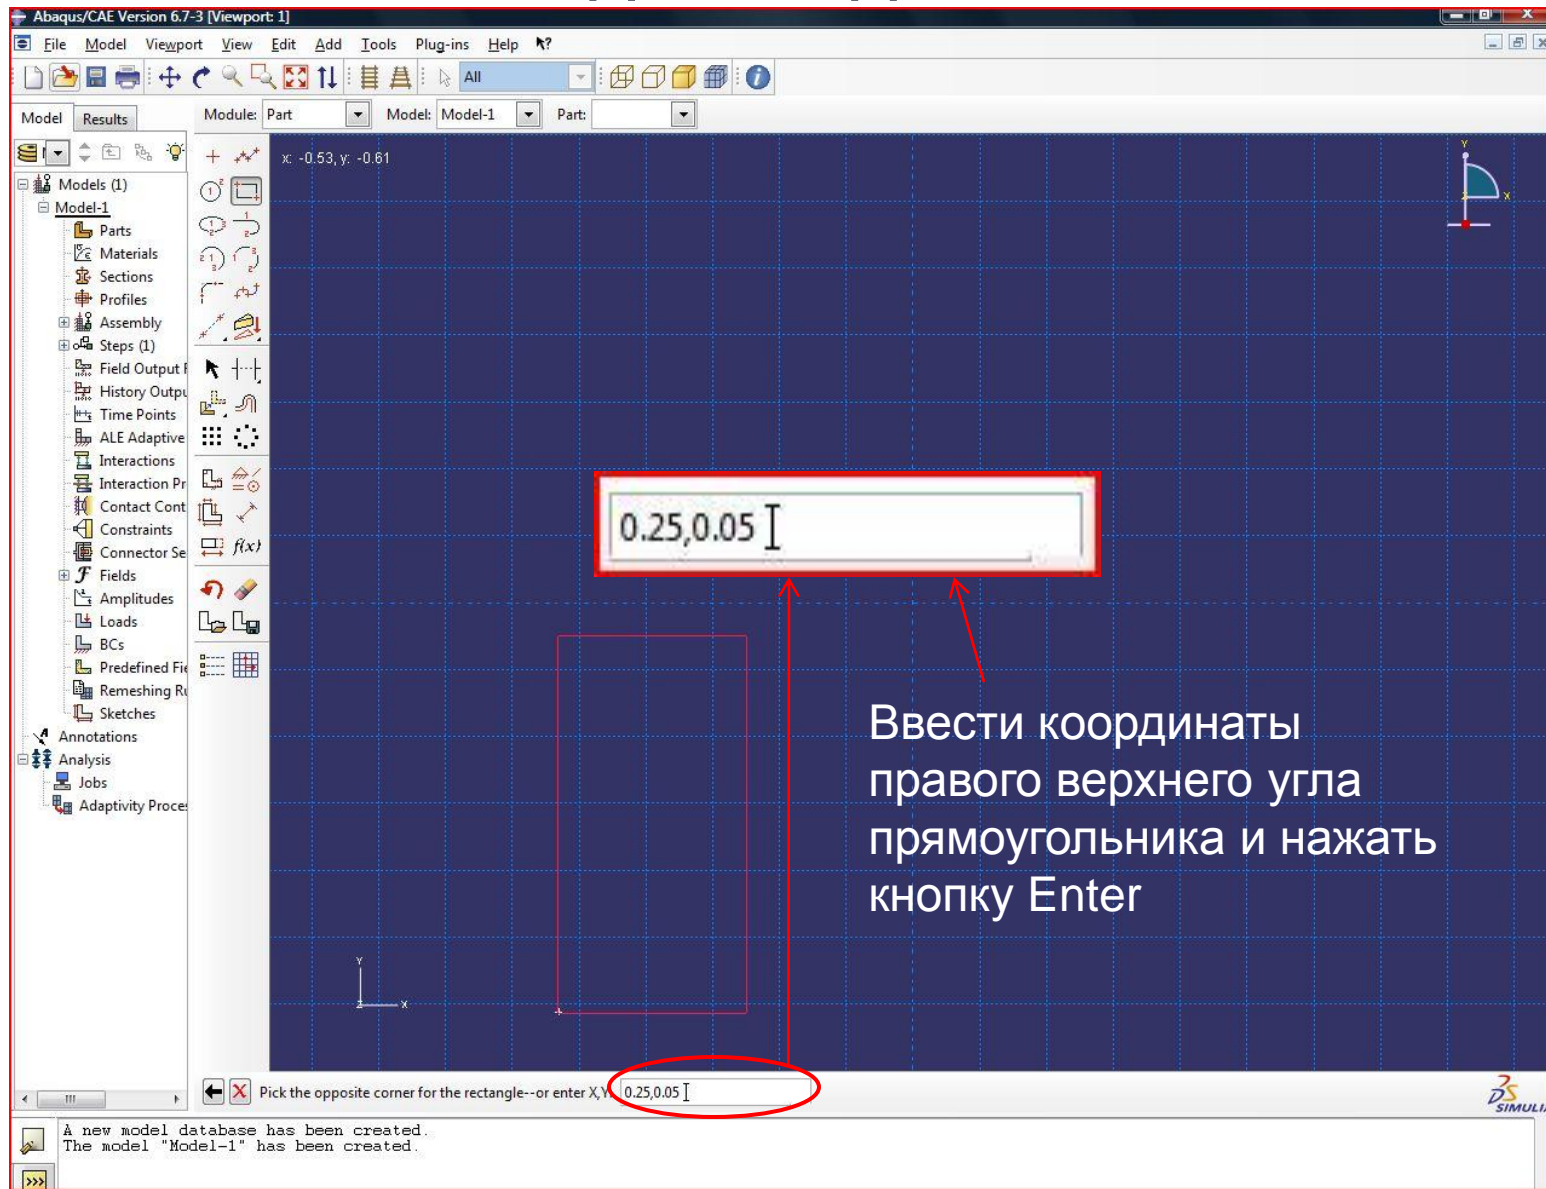 Abaqus/CAE Version 6.7-3 [Viewport: 1]
File Model Viewport View Edit Add Tools Plug-ins Help
All
Model Results
Module: Part Model: Model-1 Part:
x: -0.53, y: -0.61
Models (1)
Model-1
Parts
Materials
Sections
Profiles
Assembly
Steps (1)
Field Output
History Outpu
Time Points
ALE Adaptive
Interactions
Interaction Pr
Contact Cont
Constraints
Connector Se
Fields
Amplitudes
Loads
BCs
Predefined Fie
Remeshing Ru
Sketches
Annotations
Analysis
Jobs
Adaptivity Proces
f(x)
Y
X
0.25,0.05
Ввести координаты
правого верхнего угла
прямоугольника и нажать
кнопку Enter
Y
Z X
Pick the opposite corner for the rectangle--or enter X,Y: 0.25,0.05
SIMULIA
A new model database has been created.
The model "Model-1" has been created.
>>>